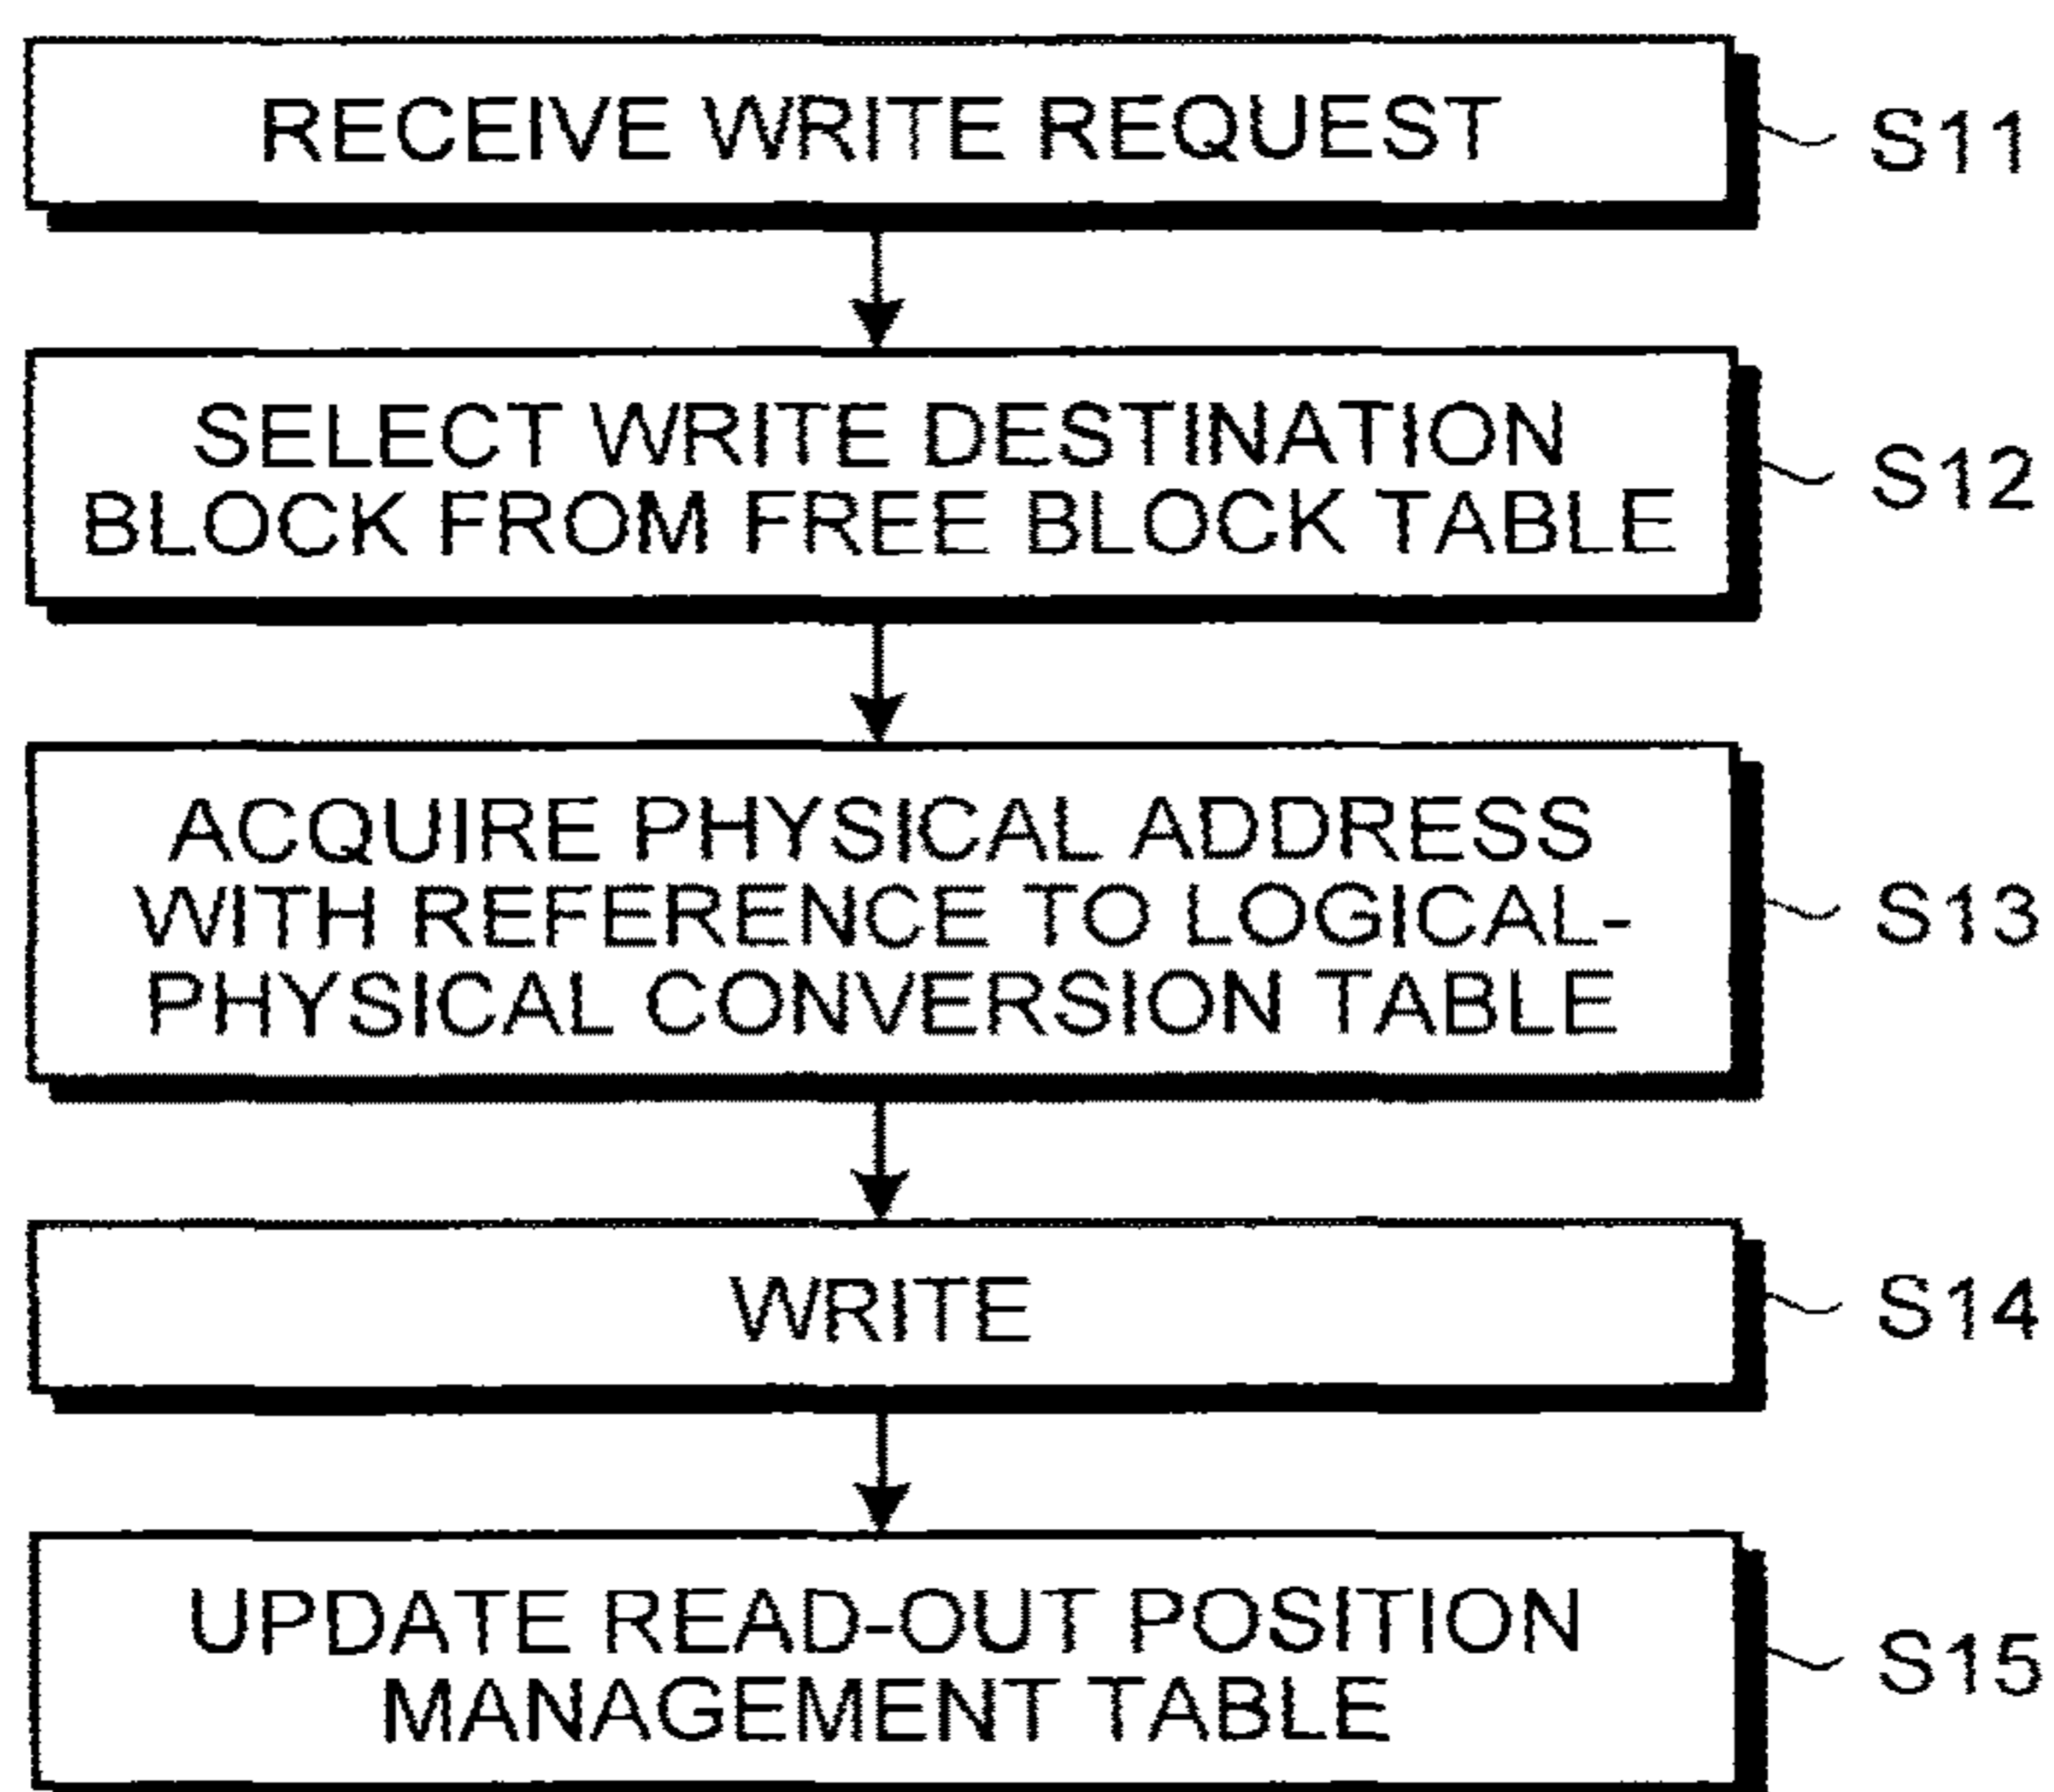 RECEIVE WRITE REQUEST
S11
SELECT WRITE DESTINATION
BLOCK FROM FREE BLOCK TABLE
S12
ACQUIRE PHYSICAL ADDRESS
WITH REFERENCE TO LOGICAL-
PHYSICAL CONVERSION TABLE
S13
WRITE
S14
UPDATE READ-OUT POSITION
MANAGEMENT TABLE
S15